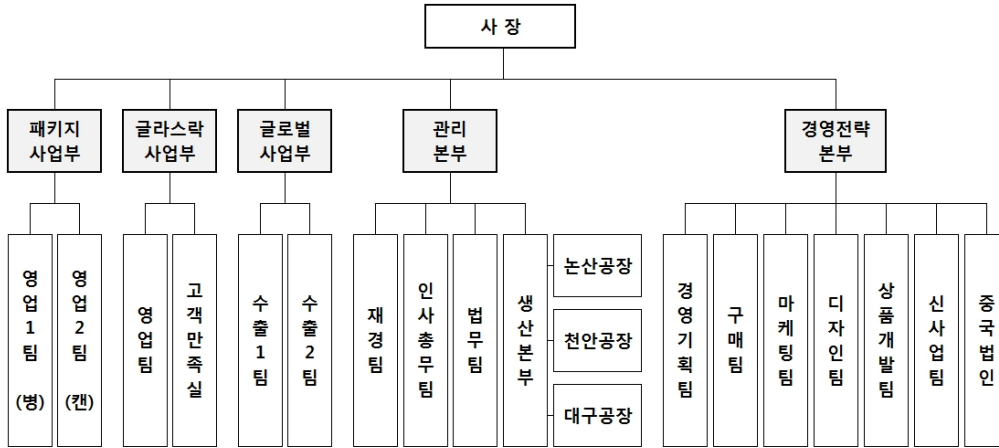 사 장
패키지
사업부
글라스락
사업부
글로벌
사업부
관리
본부
경영전략
본부
영업1팀 (병)
영업2팀 (캔)
영업팀
고객만족실
수출1팀
수출2팀
재경팀
인사총무팀
법무팀
생산본부
논산공장
천안공장
대구공장
경영기획팀
구매팀
마케팅팀
디자인팀
상품개발팀
신사업팀
중국법인